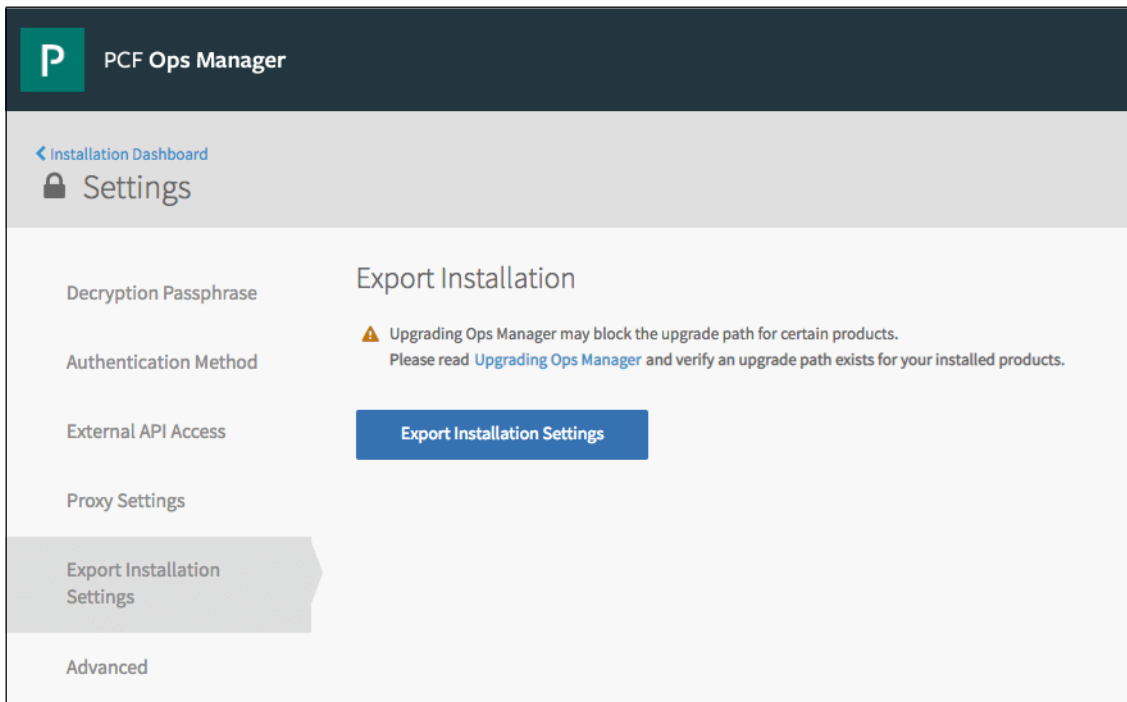 P
PCF Ops Manager
Installation Dashboard
Settings
Decryption Passphrase
Authentication Method
External API Access
Proxy Settings
Export Installation
Settings
Advanced
Export Installation
Upgrading Ops Manager may block the upgrade path for certain products.
Please read Upgrading Ops Manager and verify an upgrade path exists for your installed products.
Export Installation Settings